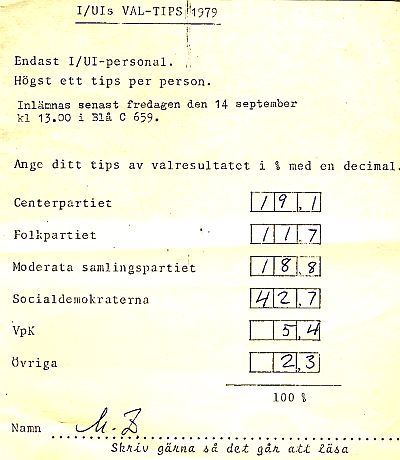 I/UIs VAL-TIPS 1979
Endast I/UI-personal.
Högst ett tips per person.
Inlämnas senast fredagen den 14 september
kl 13.00 i Blå C 659.
Ange ditt tips av valresultatet i % med en decimal.
Centerpartiet 19,1
Folkpartiet 11,7
Moderata samlingspartiet 18,8
Socialdemokraterna 42,7
VpK 5,4
Övriga 2,3
100 %
Namn M.Z
Skriv gärna så det går att läsa